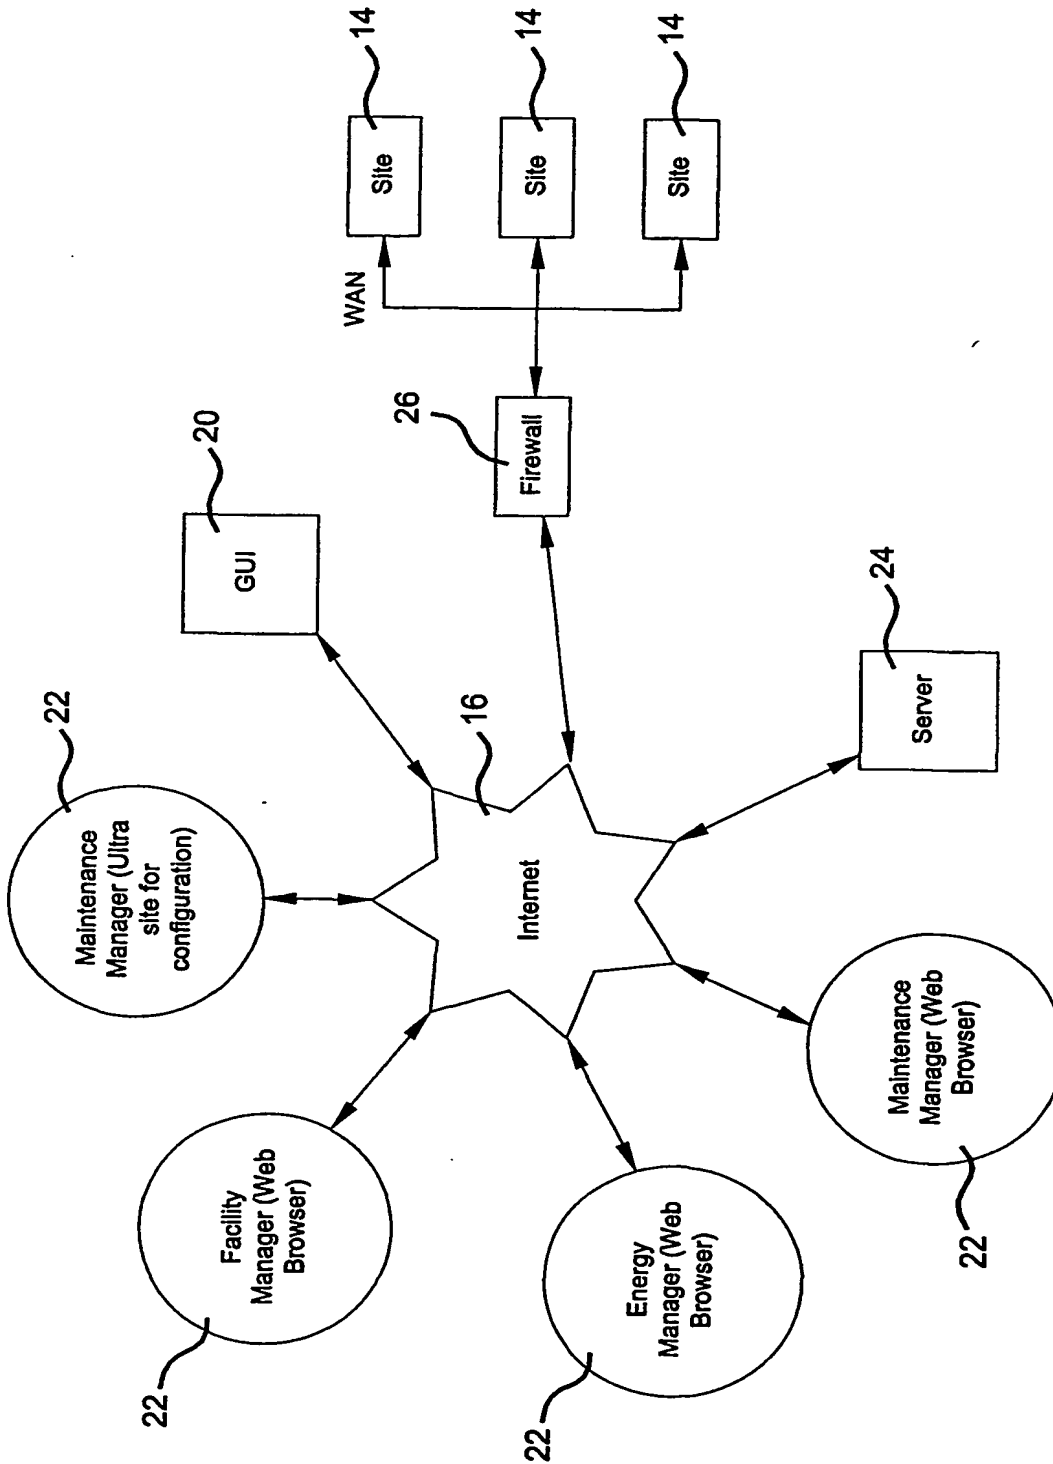 22
Facility
Manager (Web
Browser)
Maintenance
Manager (Ultra
site for
configuration)
22
GUI
20
WAN
Site
14
Site
14
Site
14
26
Firewall
16
Internet
22
Energy
Manager (Web
Browser)
Maintenance
Manager (Web
Browser)
22
Server
24